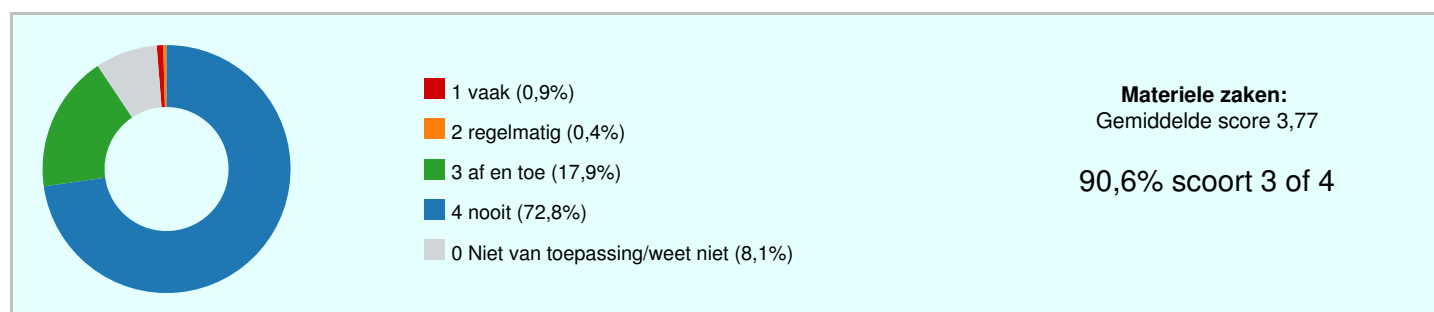 1 vaak (0,9%)
2 regelmatig (0,4%)
3 af en toe (17,9%)
4 nooit (72,8%)
0 Niet van toepassing/weet niet (8,1%)
Materiele zaken:
Gemiddelde score 3,77
90,6% scoort 3 of 4